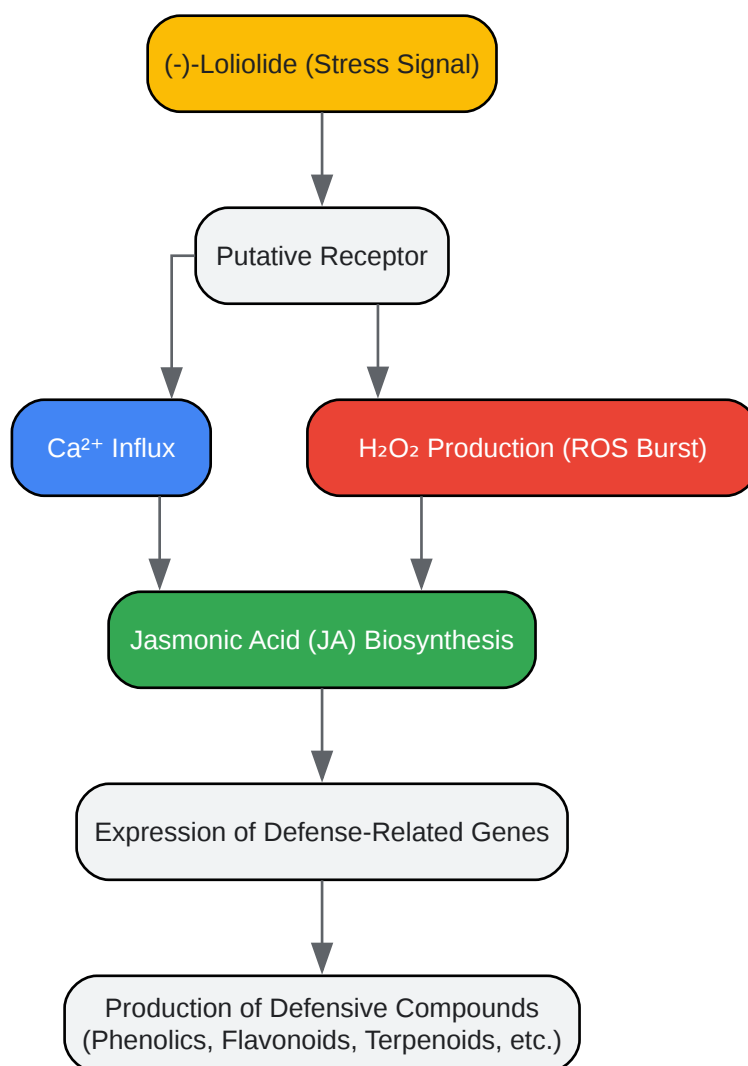 (-)-Loliolide (Stress Signal)
Putative Receptor
Ca²⁺ Influx
H₂O₂ Production (ROS Burst)
Jasmonic Acid (JA) Biosynthesis
Expression of Defense-Related Genes
Production of Defensive Compounds
(Phenolics, Flavonoids, Terpenoids, etc.)